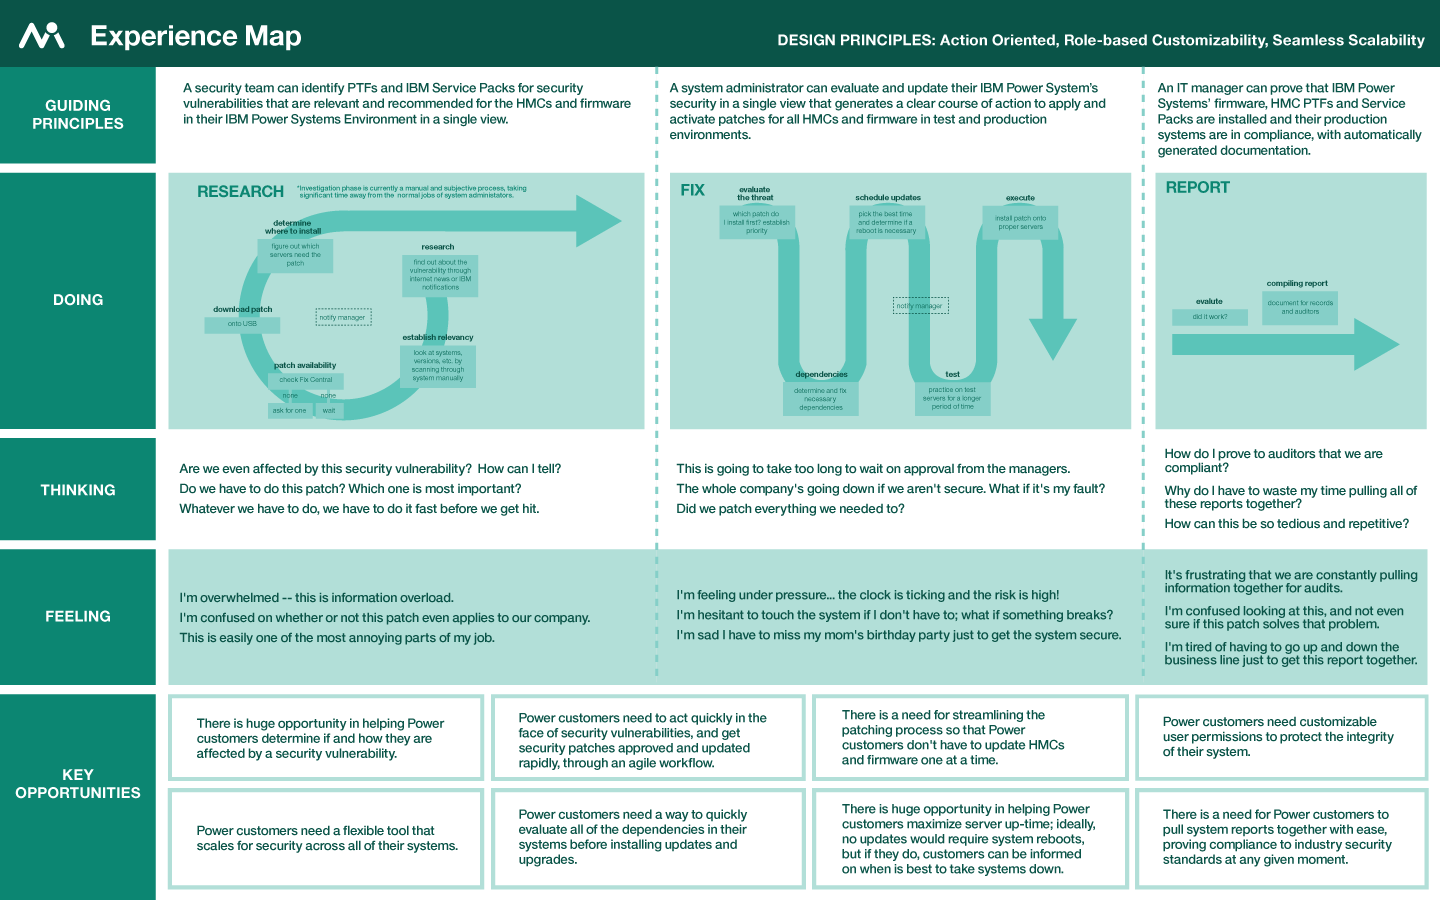 Experience Map
DESIGN PRINCIPLES: Action Oriented, Role-based Customizability, Seamless Scalability
GUIDING
PRINCIPLES
A security team can identify PTFs and IBM Service Packs for security
vulnerabilities that are relevant and recommended for the HMCs and firmware
in their IBM Power Systems Environment in a single view.
A system administrator can evaluate and update their IBM Power System's
security in a single view that generates a clear course of action to apply and
activate patches for all HMCs and firmware in test and production
environments.
An IT manager can prove that IBM Power
Systems' firmware, HMC PTFs and Service
Packs are installed and their production
systems are in compliance, with automatically
generated documentation.
DOING
RESEARCH
*Investigation phase is currently a manual and subjective process, taking
significant time away from the normal jobs of system administators.
determine
where to install
figure out which
servers need the
patch
research
find out about the
vulnerability through
internet news or IBM
notifications
download patch
onto USB
notify manager
establish relevancy
look at systems,
versions, etc. by
scanning through
system manually
patch availability
check Fix Central
none
none
ask for one
wait
FIX
evaluate
the threat
which patch do
I install first? establish
priority
schedule updates
pick the best time
and determine if a
reboot is necessary
execute
install patch onto
proper servers
notify manager
dependencies
determine and fix
necessary
dependencies
test
practice on test
servers for a longer
period of time
REPORT
evalute
did it work?
compiling report
document for records
and auditors
THINKING
Are we even affected by this security vulnerability? How can I tell?
Do we have to do this patch? Which one is most important?
Whatever we have to do, we have to do it fast before we get hit.
This is going to take too long to wait on approval from the managers.
The whole company's going down if we aren't secure. What if it's my fault?
Did we patch everything we needed to?
How do I prove to auditors that we are
compliant?
Why do I have to waste my time pulling all of
these reports together?
How can this be so tedious and repetitive?
FEELING
I'm overwhelmed -- this is information overload.
I'm confused on whether or not this patch even applies to our company.
This is easily one of the most annoying parts of my job.
I'm feeling under pressure... the clock is ticking and the risk is high!
I'm hesitant to touch the system if I don't have to; what if something breaks?
I'm sad I have to miss my mom's birthday party just to get the system secure.
It's frustrating that we are constantly pulling
information together for audits.
I'm confused looking at this, and not even
sure if this patch solves that problem.
I'm tired of having to go up and down the
business line just to get this report together.
KEY
OPPORTUNITIES
There is huge opportunity in helping Power
customers determine if and how they are
affected by a security vulnerability.
Power customers need to act quickly in the
face of security vulnerabilities, and get
security patches approved and updated
rapidly, through an agile workflow.
There is a need for streamlining the
patching process so that Power
customers don't have to update HMCs
and firmware one at a time.
Power customers need customizable
user permissions to protect the integrity
of their system.
Power customers need a flexible tool that
scales for security across all of their systems.
Power customers need a way to quickly
evaluate all of the dependencies in their
systems before installing updates and
upgrades.
There is huge opportunity in helping Power
customers maximize server up-time; ideally,
no updates would require system reboots,
but if they do, customers can be informed
on when is best to take systems down.
There is a need for Power customers to
pull system reports together with ease,
proving compliance to industry security
standards at any given moment.